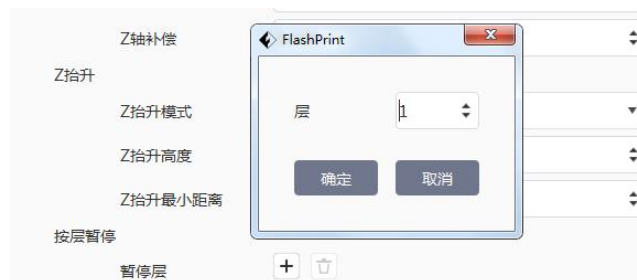 Z轴补偿
FlashPrint
Z抬升
Z抬升模式
层
1
Z抬升高度
确定
取消
Z抬升最小距离
按层暂停
暂停层